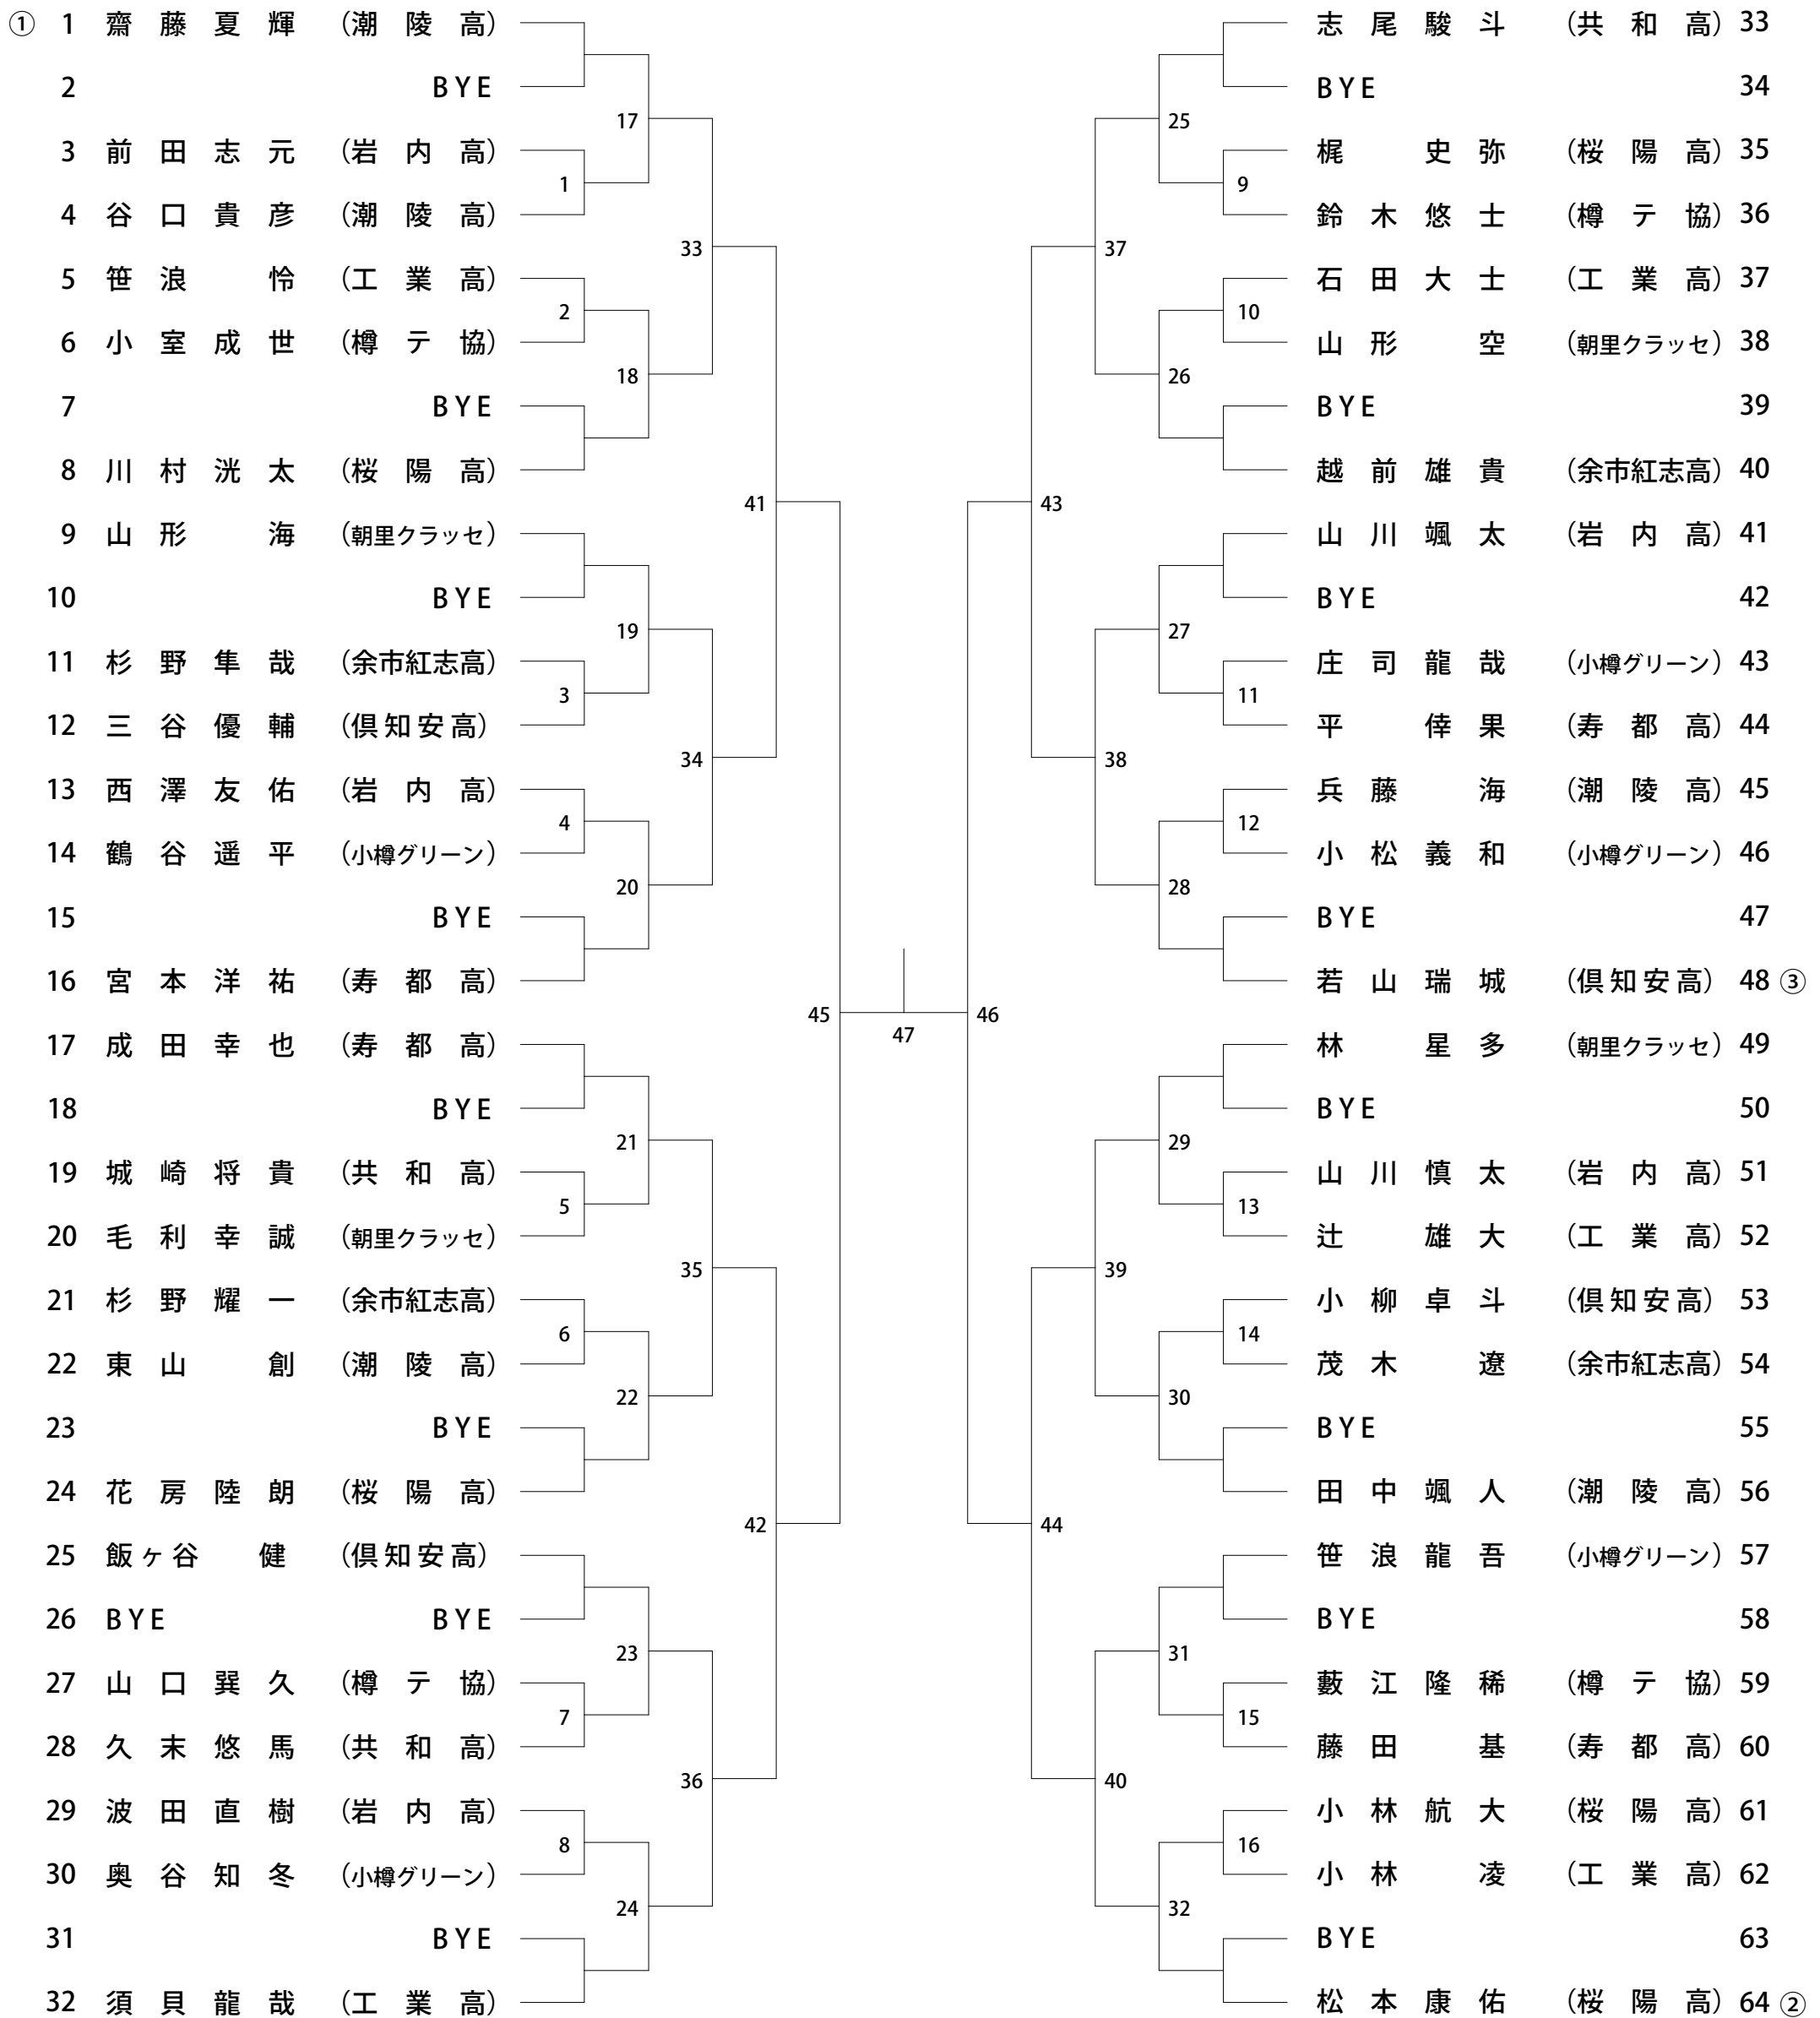 ① 1 齋藤夏輝 (潮陵高)
2 BYE
3 前田志元 (岩内高)
4 谷口貴彦 (潮陵高)
5 笹浪怜 (工業高)
6 小室成世 (樽テ協)
7 BYE
8 川村洸太 (桜陽高)
9 山形海 (朝里クラッセ)
10 BYE
11 杉野隼哉 (余市紅志高)
12 三谷優輔 (倶知安高)
13 西澤友佑 (岩内高)
14 鶴谷遥平 (小樽グリーン)
15 BYE
16 宮本洋祐 (寿都高)
17 成田幸也 (寿都高)
18 BYE
19 城崎将貴 (共和高)
20 毛利幸誠 (朝里クラッセ)
21 杉野耀一 (余市紅志高)
22 東山創 (潮陵高)
23 BYE
24 花房陸朗 (桜陽高)
25 飯ヶ谷健 (倶知安高)
26 BYE BYE
27 山口巽久 (樽テ協)
28 久末悠馬 (共和高)
29 波田直樹 (岩内高)
30 奥谷知冬 (小樽グリーン)
31 BYE
32 須貝龍哉 (工業高)
1
2
3
4
5
6
7
8
17
18
19
20
21
22
23
24
33
34
35
36
41
42
45
47
46
43
44
37
38
39
40
25
26
27
28
29
30
31
32
9
10
11
12
13
14
15
16
志尾駿斗 (共和高) 33
BYE 34
梶史弥 (桜陽高) 35
鈴木悠士 (樽テ協) 36
石田大士 (工業高) 37
山形空 (朝里クラッセ) 38
BYE 39
越前雄貴 (余市紅志高) 40
山川颯太 (岩内高) 41
BYE 42
庄司龍哉 (小樽グリーン) 43
平倖果 (寿都高) 44
兵藤海 (潮陵高) 45
小松義和 (小樽グリーン) 46
BYE 47
若山瑞城 (倶知安高) 48 ③
林星多 (朝里クラッセ) 49
BYE 50
山川慎太 (岩内高) 51
辻雄大 (工業高) 52
小柳卓斗 (倶知安高) 53
茂木遼 (余市紅志高) 54
BYE 55
田中颯人 (潮陵高) 56
笹浪龍吾 (小樽グリーン) 57
BYE 58
藪江隆稀 (樽テ協) 59
藤田基 (寿都高) 60
小林航大 (桜陽高) 61
小林凌 (工業高) 62
BYE 63
松本康佑 (桜陽高) 64 ②